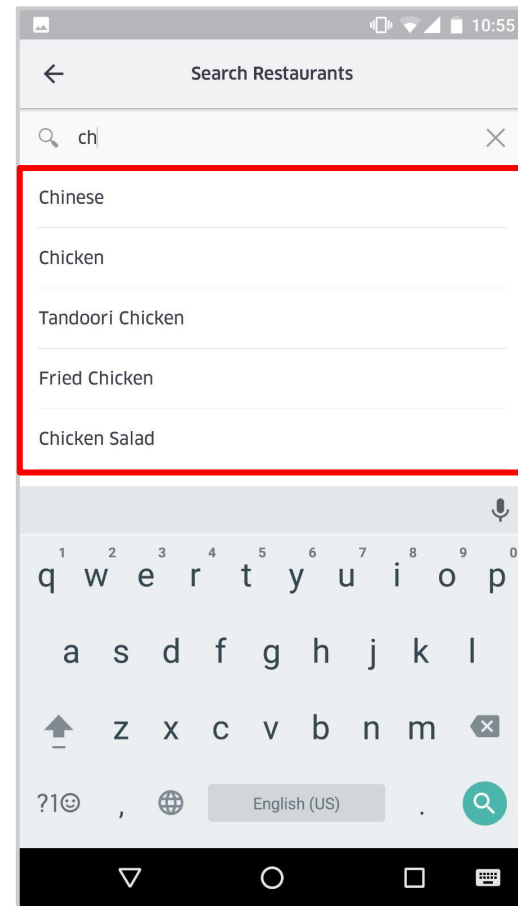 10:55
Search Restaurants
ch
Chinese
Chicken
Tandoori Chicken
Fried Chicken
Chicken Salad
1 2 3 4 5 6 7 8 9 0
q w e r t y u i o p
a s d f g h j k l
z x c v b n m
?1☺ , English (US) .